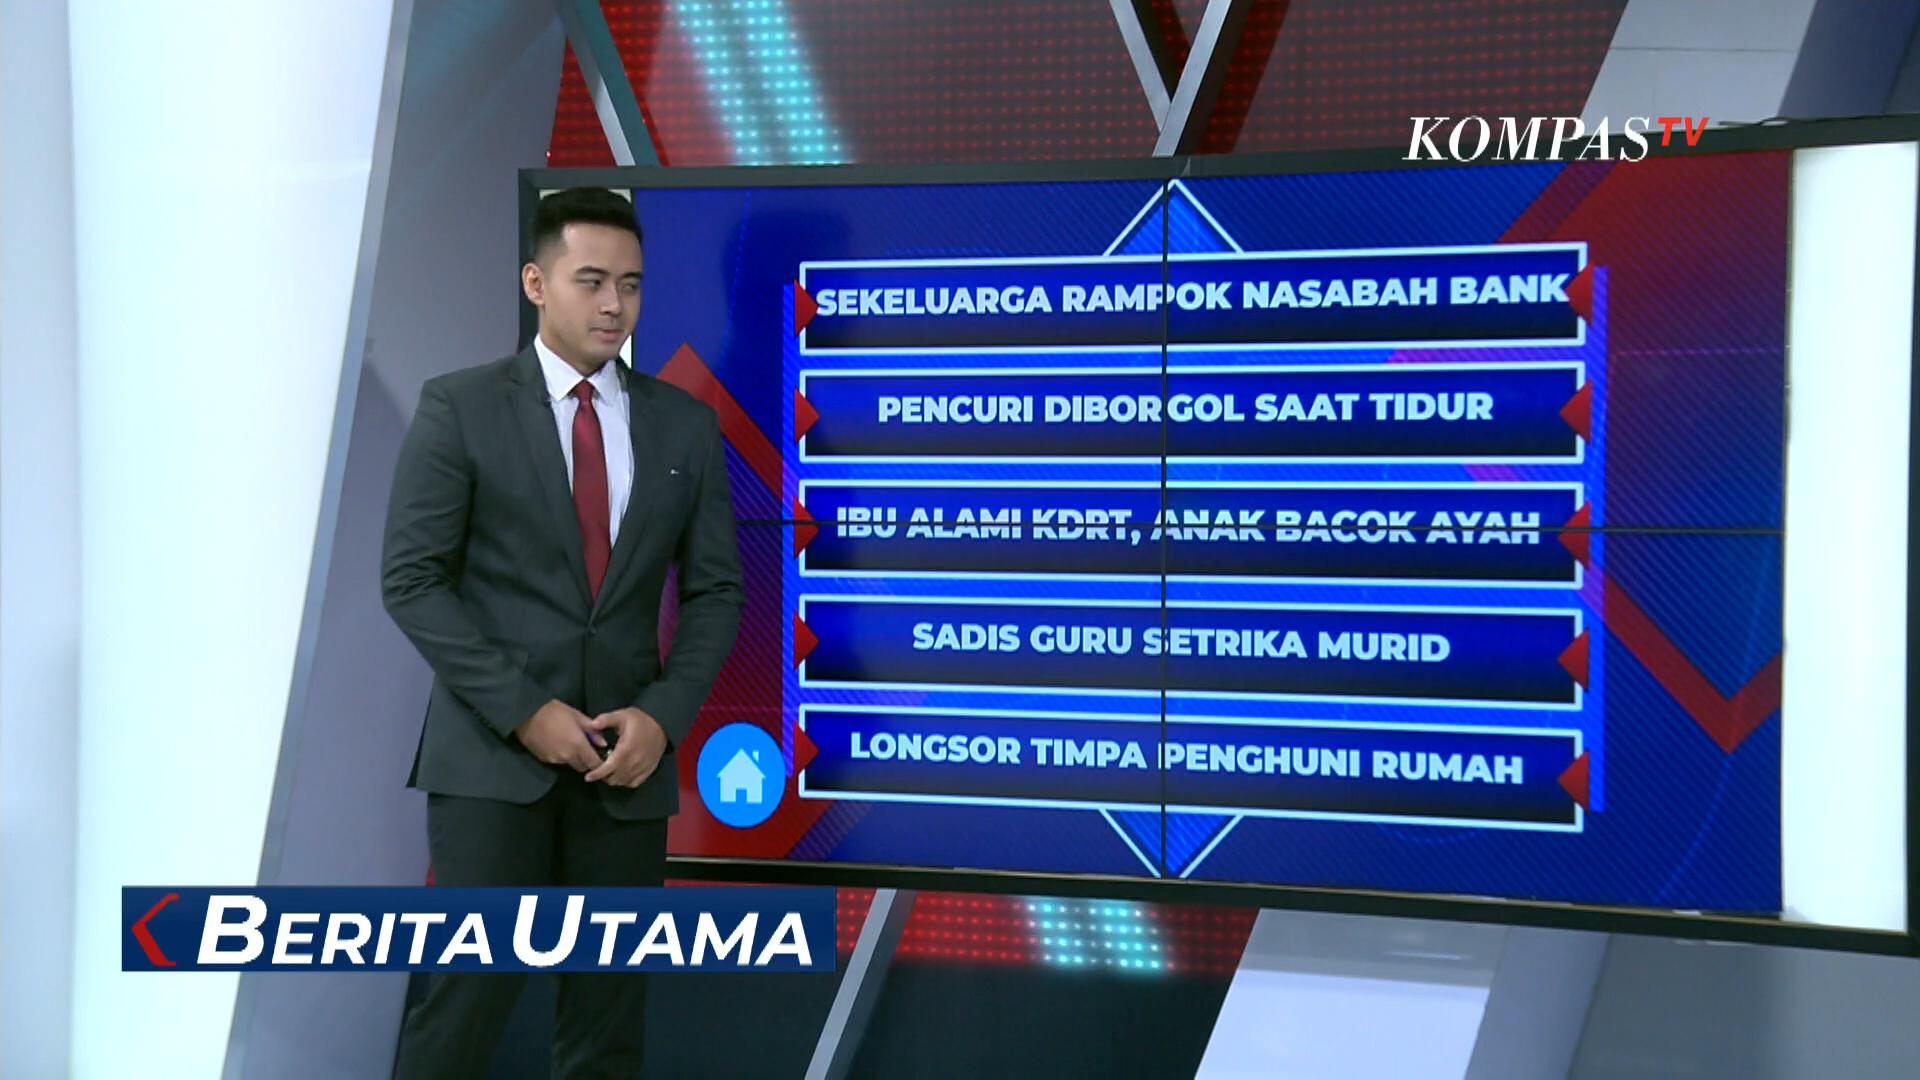 KOMPAS TV
SEKELUARGA RAMPOK NASABAH BANK
PENCURI DIBORGOL SAAT TIDUR
IBU ALAMI KDRT, ANAK BACOK AYAH
SADIS GURU SETRIKA MURID
LONGSOR TIMPA PENGHUNI RUMAH
BERITA UTAMA